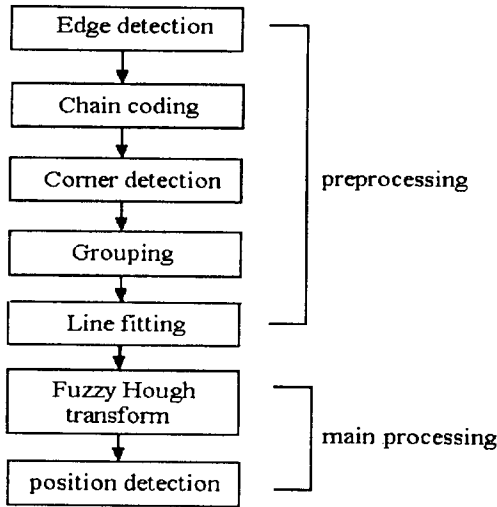 Edge detection
Chain coding
Corner detection
Grouping
Line fitting
preprocessing
Fuzzy Hough
transform
position detection
main processing